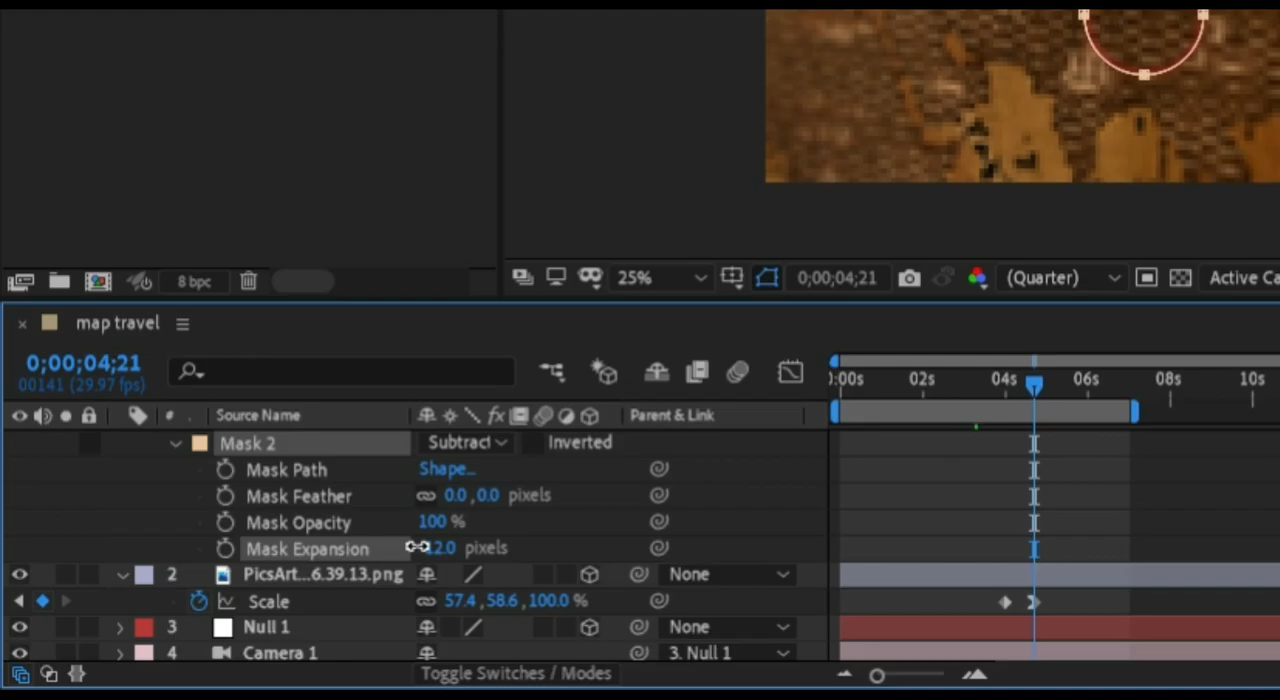 8 bpc
25%
0;00;04;21
(Quarter)
Active Ca
map travel
0;00;04;21
00141 (29.97 fps)
:00s 02s 04s 06s 08s 10s
# . Source Name fx Parent & Link
Mask 2 Subtract Inverted
Mask Path Shape...
Mask Feather 0.0,0.0 pixels
Mask Opacity 100 %
Mask Expansion 12.0 pixels
2 PicsArt...6.39.13.png None
Scale 57.4,58.6,100.0 %
3 Null 1 None
4 Camera 1 3. Null 1
Toggle Switches / Modes